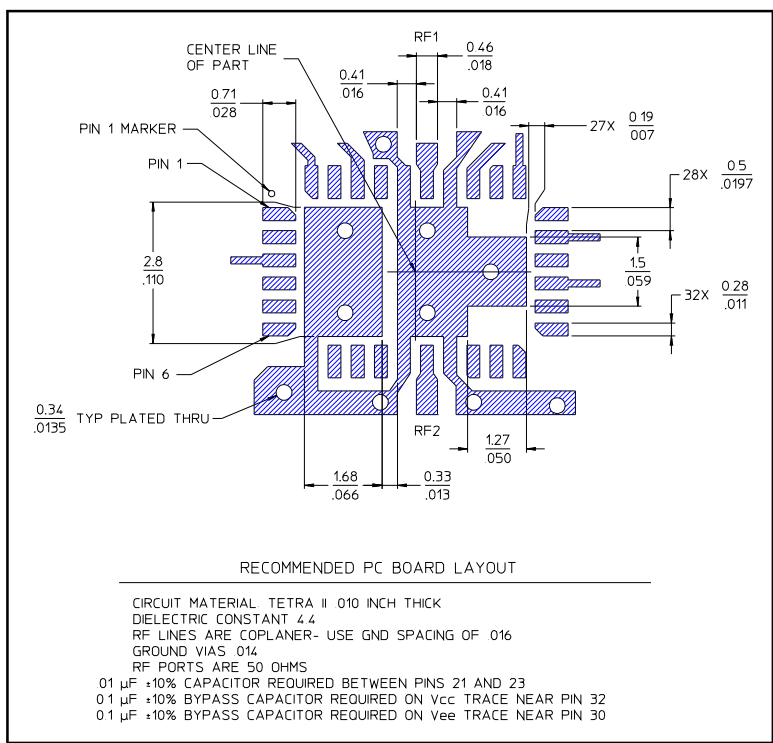 RF1
CENTER LINE
OF PART
0.46
.018
0.41
.016
0.41
.016
0.71
.028
27X 0.19
.007
PIN 1 MARKER
PIN 1
28X 0.5
.0197
2.8
.110
1.5
.059
32X 0.28
.011
PIN 6
0.34
.0135
TYP PLATED THRU
RF2
1.27
.050
1.68
.066
0.33
.013
RECOMMENDED PC BOARD LAYOUT
CIRCUIT MATERIAL. TETRA II .010 INCH THICK
DIELECTRIC CONSTANT 4.4
RF LINES ARE COPLANER- USE GND SPACING OF .016
GROUND VIAS .014
RF PORTS ARE 50 OHMS
.01 µF ±10% CAPACITOR REQUIRED BETWEEN PINS 21 AND 23
0.1 µF ±10% BYPASS CAPACITOR REQUIRED ON Vcc TRACE NEAR PIN 32
0.1 µF ±10% BYPASS CAPACITOR REQUIRED ON Vee TRACE NEAR PIN 30